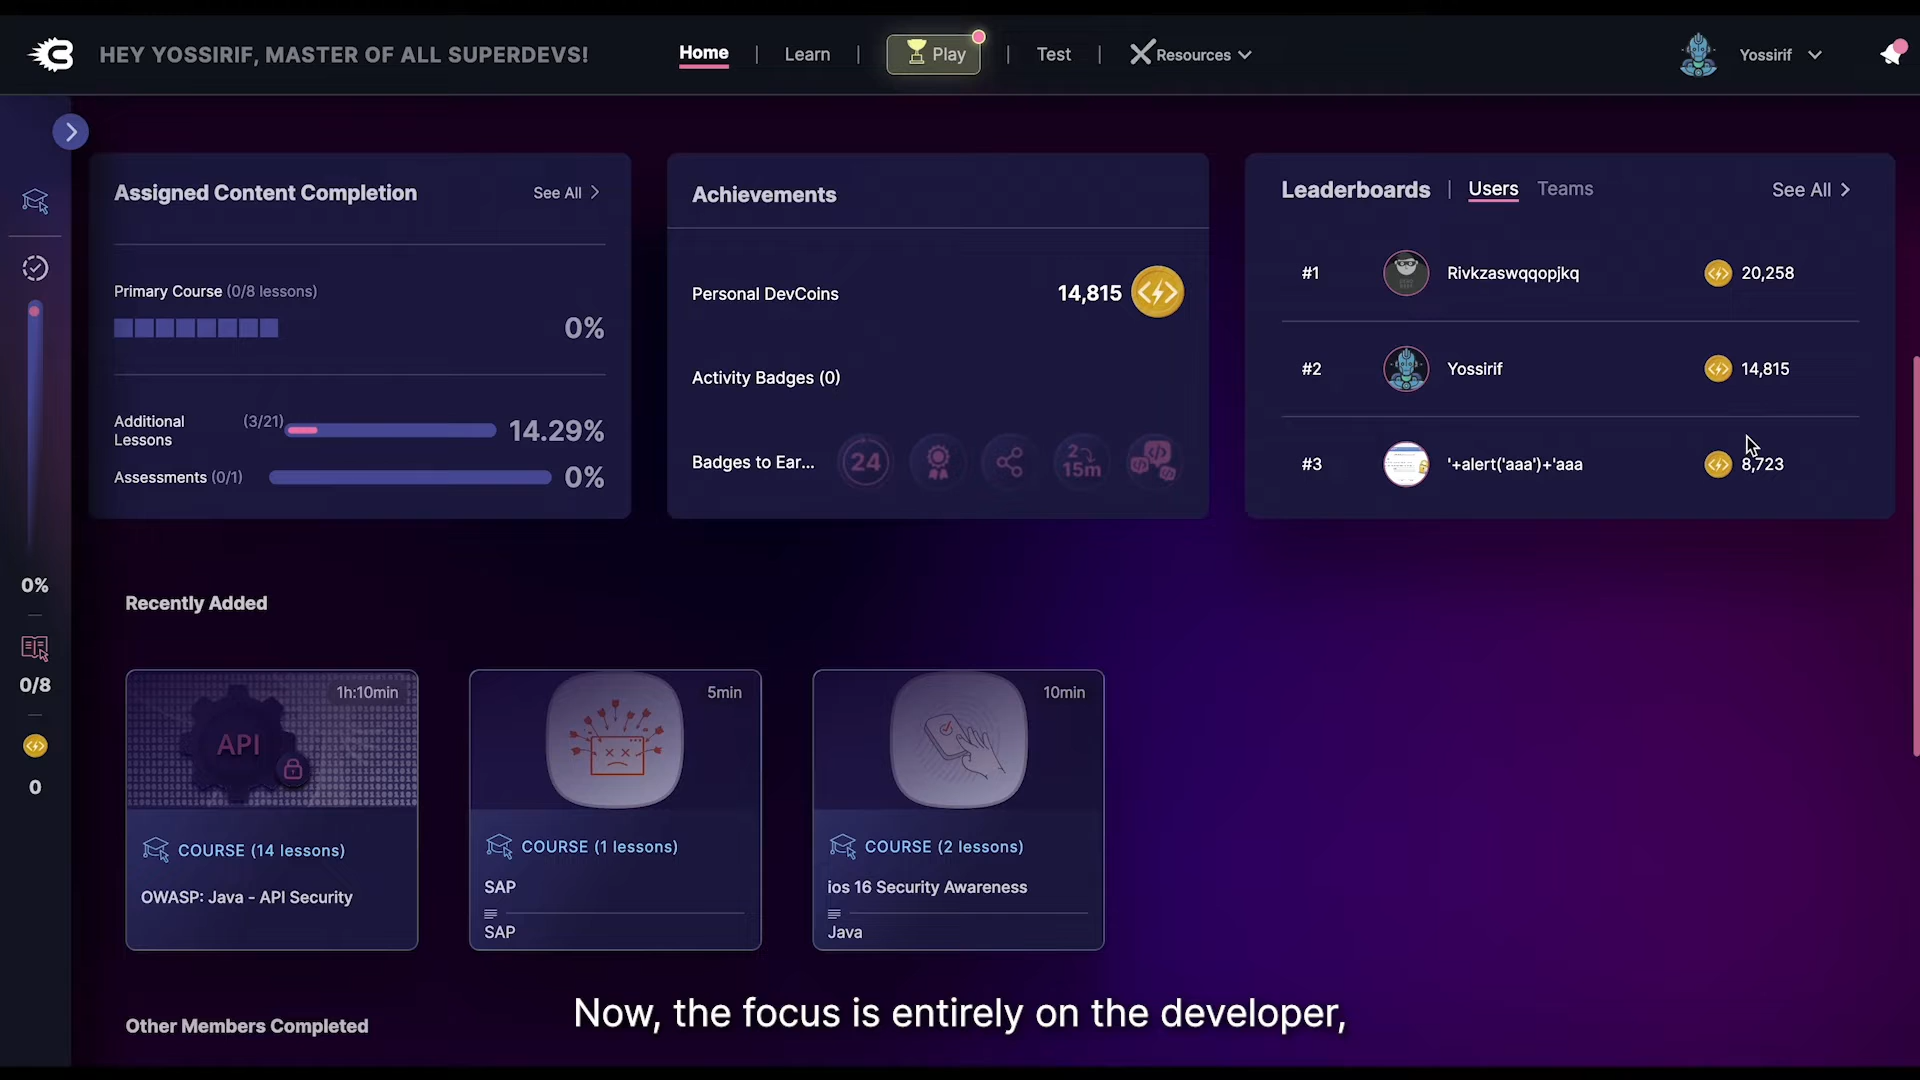 HEY YOSSIRIF, MASTER OF ALL SUPERDEVS!
Home | Learn | Play | Test | Resources
Yossirif
Assigned Content Completion
See All
Primary Course (0/8 lessons)
0%
Additional Lessons
(3/21)
14.29%
Assessments (0/1)
0%
Achievements
Personal DevCoins
14,815
Activity Badges (0)
Badges to Ear...
24
2
15m
Leaderboards | Users Teams
See All
#1 Rivkzaswqqopjkq 20,258
#2 Yossirif 14,815
#3 '+alert('aaa')+'aaa 8,723
0%
0/8
0
Recently Added
1h:10min
API
COURSE (14 lessons)
OWASP: Java - API Security
5min
COURSE (1 lessons)
SAP
SAP
10min
COURSE (2 lessons)
ios 16 Security Awareness
Java
Other Members Completed
Now, the focus is entirely on the developer,